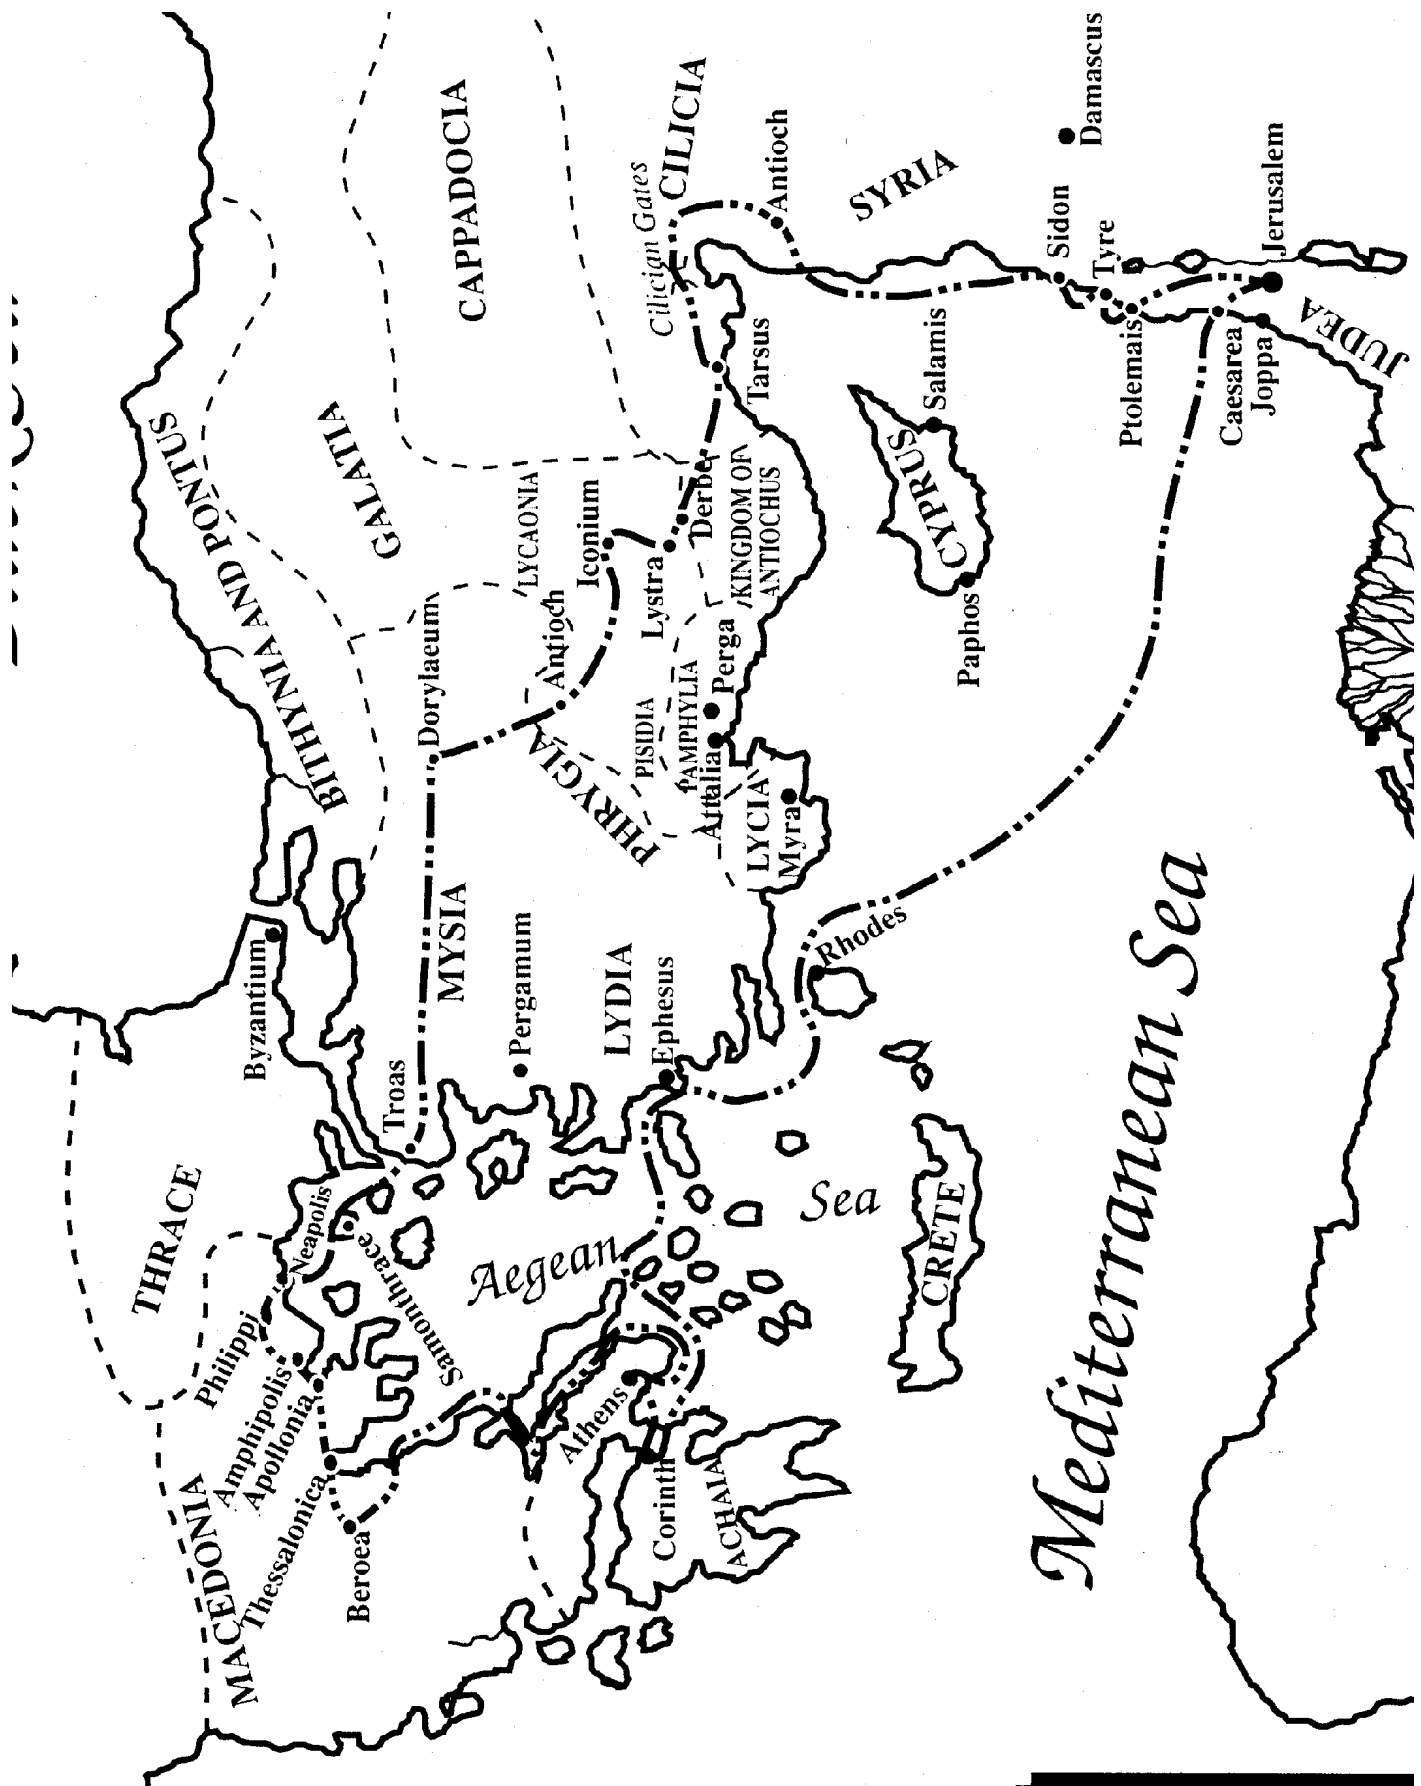 THRACE
MACEDONIA
Philippi
Neapolis
Amphipolis
Apollonia
Thessalonica
Beroea
Samonthrace
Byzantium
BITHYNIA AND PONTUS
Troas
MYSIA
Dorylaeum
GALATIA
CAPPADOCIA
Pergamum
Aegean
Sea
LYDIA
Ephesus
PHRYGIA
Antioch
PISIDIA
LYCAONIA
Iconium
Lystra
Derbe
Cilician Gates
CILICIA
Tarsus
Antioch
PAMPHYLIA
Perga
Attalia
LYCIA
Myra
KINGDOM OF
ANTIOCHUS
Athens
Corinth
ACHAIA
Rhodes
CRETE
CYPRUS
Salamis
Paphos
SYRIA
Sidon
Damascus
Tyre
Ptolemais
Caesarea
Joppa
Jerusalem
JUDEA
Mediterranean Sea